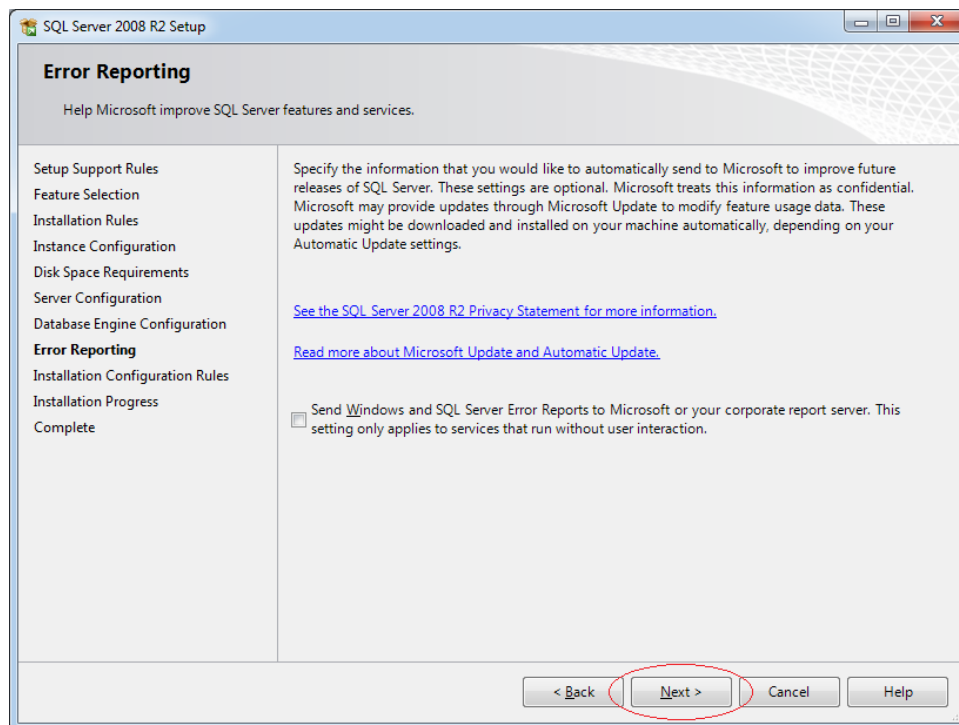 SQL Server 2008 R2 Setup
Error Reporting
Help Microsoft improve SQL Server features and services.
Setup Support Rules
Feature Selection
Installation Rules
Instance Configuration
Disk Space Requirements
Server Configuration
Database Engine Configuration
Error Reporting
Installation Configuration Rules
Installation Progress
Complete
Specify the information that you would like to automatically send to Microsoft to improve future
releases of SQL Server. These settings are optional. Microsoft treats this information as confidential.
Microsoft may provide updates through Microsoft Update to modify feature usage data. These
updates might be downloaded and installed on your machine automatically, depending on your
Automatic Update settings.
See the SQL Server 2008 R2 Privacy Statement for more information.
Read more about Microsoft Update and Automatic Update.
Send Windows and SQL Server Error Reports to Microsoft or your corporate report server. This
setting only applies to services that run without user interaction.
< Back Next > Cancel Help